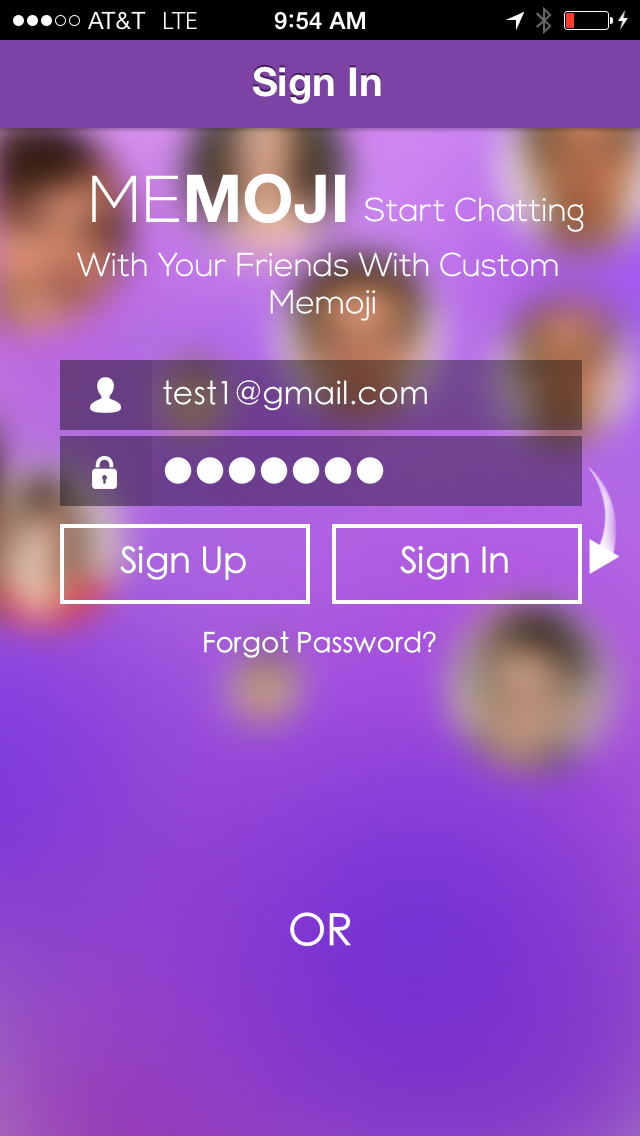 AT&T LTE 9:54 AM
Sign In
MEMOJI Start Chatting
With Your Friends With Custom
Memoji
test1@gmail.com
Sign Up Sign In
Forgot Password?
OR